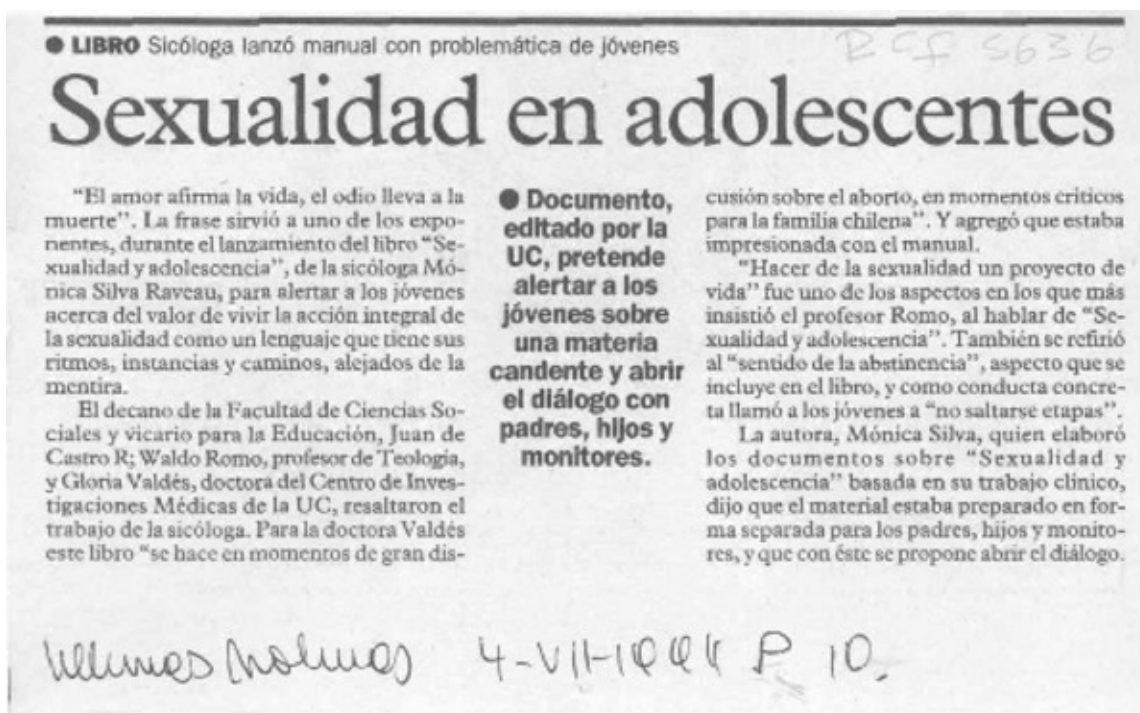 ● LIBRO Sicóloga lanzó manual con problemática de jóvenes
Sexualidad en adolescentes
“El amor afirma la vida, el odio lleva a la
muerte”. La frase sirvió a uno de los expo-
nentes, durante el lanzamiento del libro “Se-
xualidad y adolescencia”, de la sicóloga Mó-
nica Silva Raveau, para alertar a los jóvenes
acerca del valor de vivir la acción integral de
la sexualidad como un lenguaje que tiene sus
ritmos, instancias y caminos, alejados de la
mentira.
El decano de la Facultad de Ciencias So-
ciales y vicario para la Educación, Juan de
Castro R; Waldo Romo, profesor de Teología,
y Gloria Valdés, doctora del Centro de Inves-
tigaciones Médicas de la UC, resaltaron el
trabajo de la sicóloga. Para la doctora Valdés
este libro “se hace en momentos de gran dis-
● Documento,
editado por la
UC, pretende
alertar a los
jóvenes sobre
una materia
candente y abrir
el diálogo con
padres, hijos y
monitores.
cusión sobre el aborto, en momentos críticos
para la familia chilena”. Y agregó que estaba
impresionada con el manual.
“Hacer de la sexualidad un proyecto de
vida” fue uno de los aspectos en los que más
insistió el profesor Romo, al hablar de “Se-
xualidad y adolescencia”. También se refirió
al “sentido de la abstinencia”, aspecto que se
incluye en el libro, y como conducta concre-
ta llamó a los jóvenes a “no saltarse etapas”.
La autora, Mónica Silva, quien elaboró
los documentos sobre “Sexualidad y
adolescencia” basada en su trabajo clínico,
dijo que el material estaba preparado en for-
ma separada para los padres, hijos y monito-
res, y que con éste se propone abrir el diálogo.
5636
P 10.